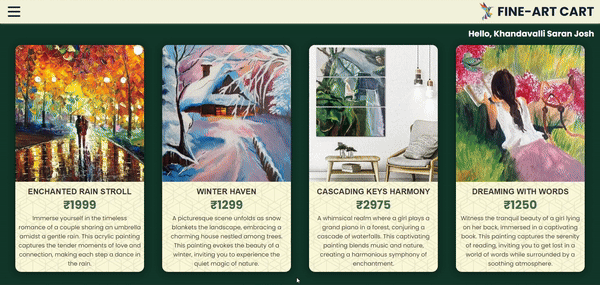 FINE-ART CART
Hello, Khandavalli Saran Josh
ENCHANTED RAIN STROLL
₹1999
Immerse yourself in the timeless
romance of a couple sharing an umbrella
amidst a gentle rain. This acrylic painting
captures the tender moments of love and
connection, making each step a dance in
the rain.
WINTER HAVEN
₹1299
A picturesque scene unfolds as snow
blankets the landscape, embracing a
charming house nestled among trees.
This painting evokes the beauty of a
winter, inviting you to experience the
quiet magic of nature.
CASCADING KEYS HARMONY
₹2975
A whimsical realm where a girl plays a
grand piano in a forest, conjuring a
cascade of waterfalls. This captivating
painting blends music and nature,
creating a harmonious symphony of
enchantment.
DREAMING WITH WORDS
₹1250
Witness the tranquil beauty of a girl lying
on her back, immersed in a captivating
book. This painting captures the serenity
of reading, inviting you to get lost in a
world of words while surrounded by a
soothing atmosphere.